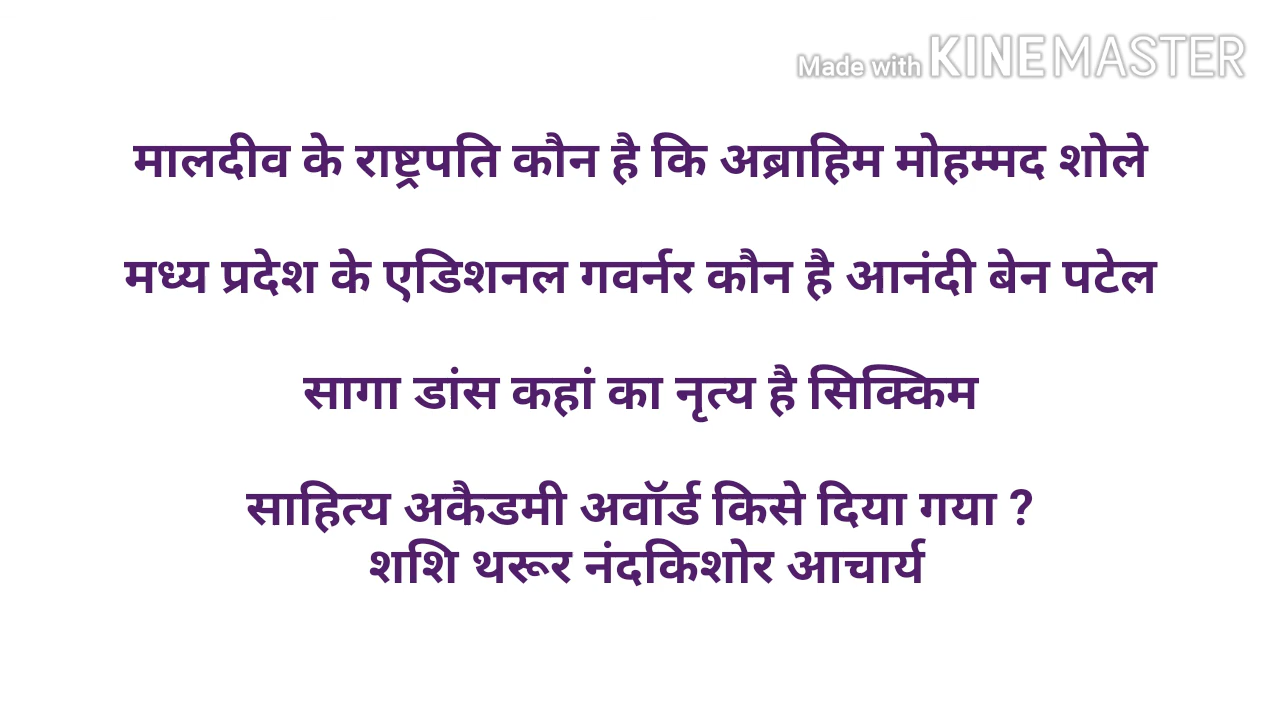 Made with KINEMASTER
मालदीव के राष्ट्रपति कौन है कि अब्राहिम मोहम्मद शोले
मध्य प्रदेश के एडिशनल गवर्नर कौन है आनंदी बेन पटेल
सागा डांस कहां का नृत्य है सिक्किम
साहित्य अकैडमी अवॉर्ड किसे दिया गया ?
शशि थरूर नंदकिशोर आचार्य